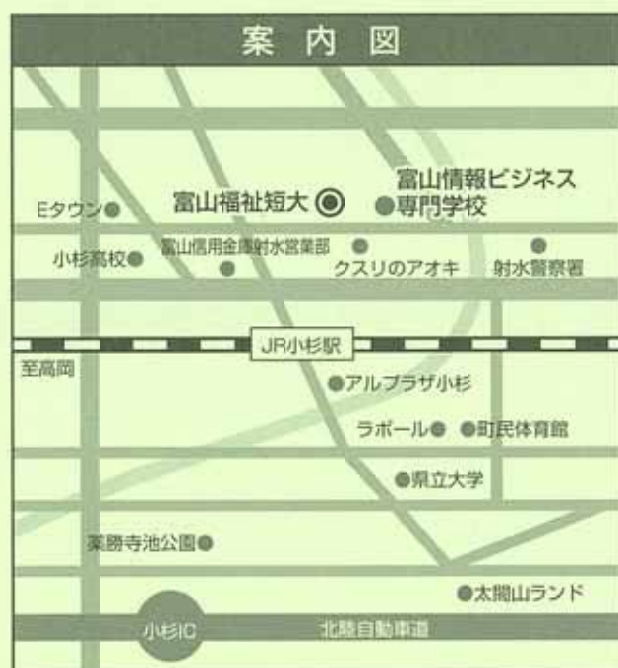 案内図
富山情報ビジネス
専門学校
Eタウン
富山福祉短大
小杉高校
富山信用金庫射水営業部
クスリのアオキ
射水警察署
JR小杉駅
至高岡
アルプラザ小杉
ラポール
町民体育館
県立大学
薬勝寺池公園
太閤山ランド
小杉IC
北陸自動車道